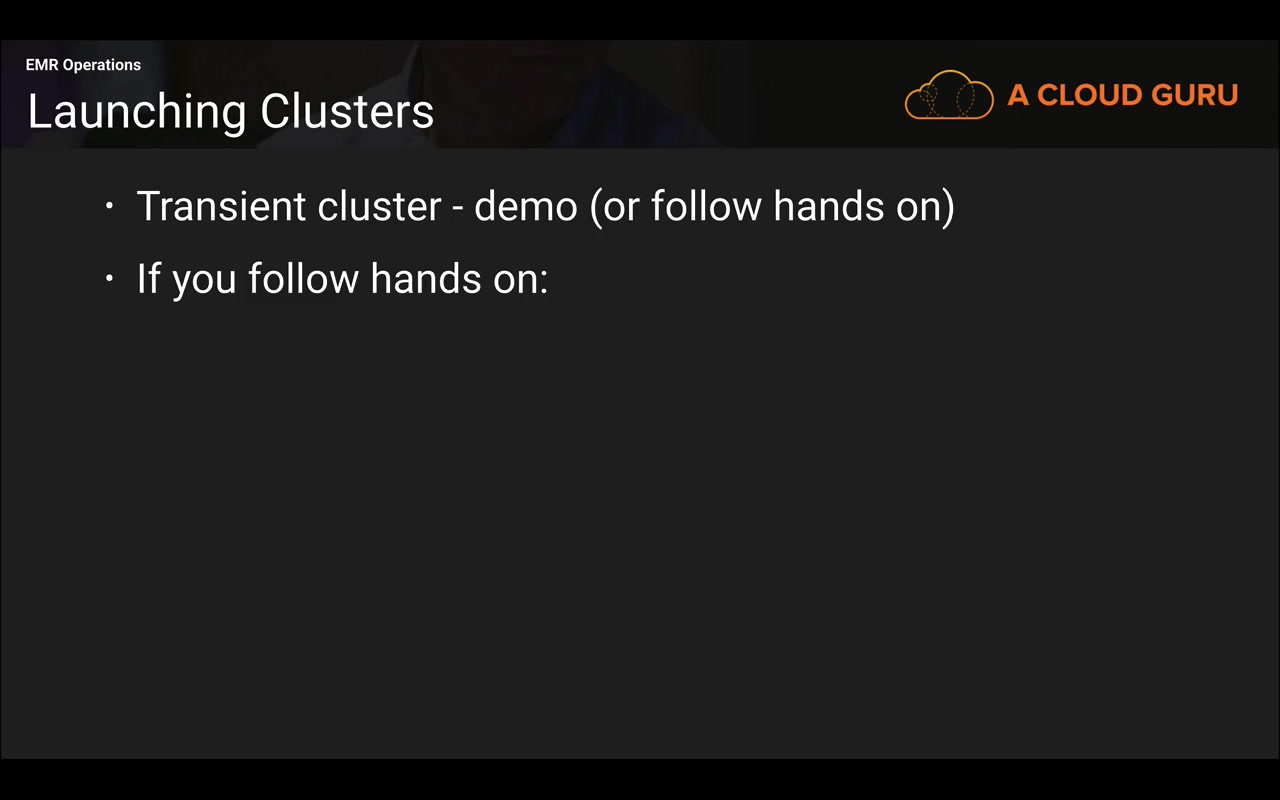 EMR Operations
Launching Clusters
A CLOUD GURU
• Transient cluster - demo (or follow hands on)
• If you follow hands on: